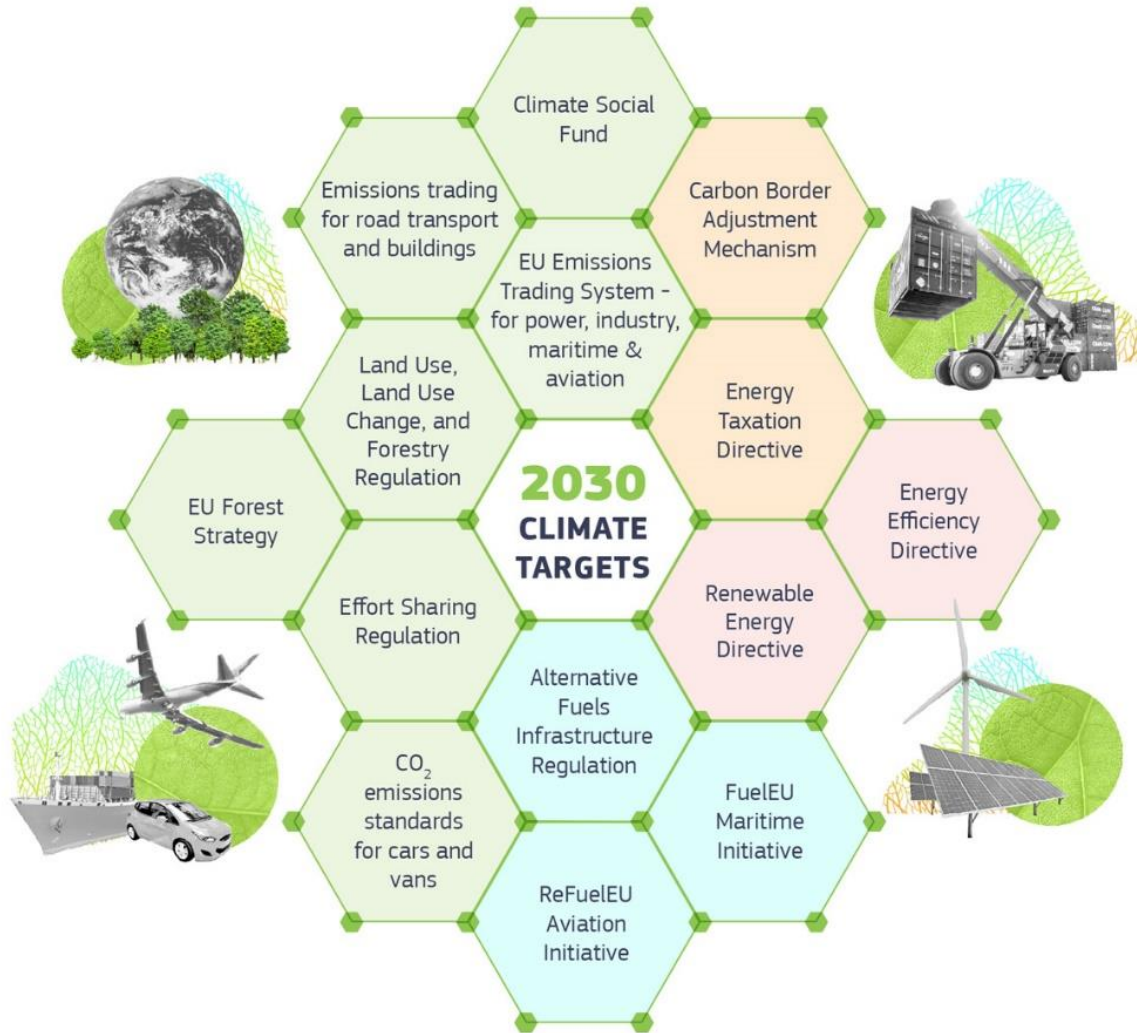 Climate Social
Fund
Emissions trading
for road transport
and buildings
Carbon Border
Adjustment
Mechanism
EU Emissions
Trading System -
for power, industry,
maritime &
aviation
Land Use,
Land Use
Change, and
Forestry
Regulation
Energy
Taxation
Directive
EU Forest
Strategy
2030
CLIMATE
TARGETS
Energy
Efficiency
Directive
Effort Sharing
Regulation
Renewable
Energy
Directive
Alternative
Fuels
Infrastructure
Regulation
CO₂
emissions
standards
for cars and
vans
FuelEU
Maritime
Initiative
ReFuelEU
Aviation
Initiative